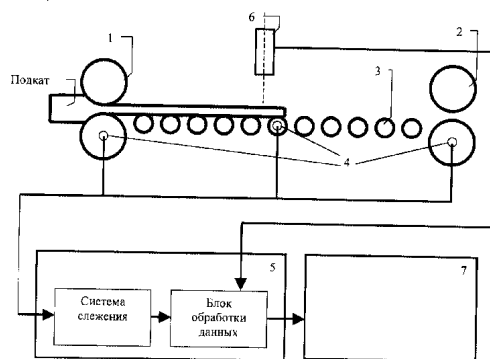 6
2
1
Подкат
3
4
5
7
Система
слежения
Блок
обработки
данных